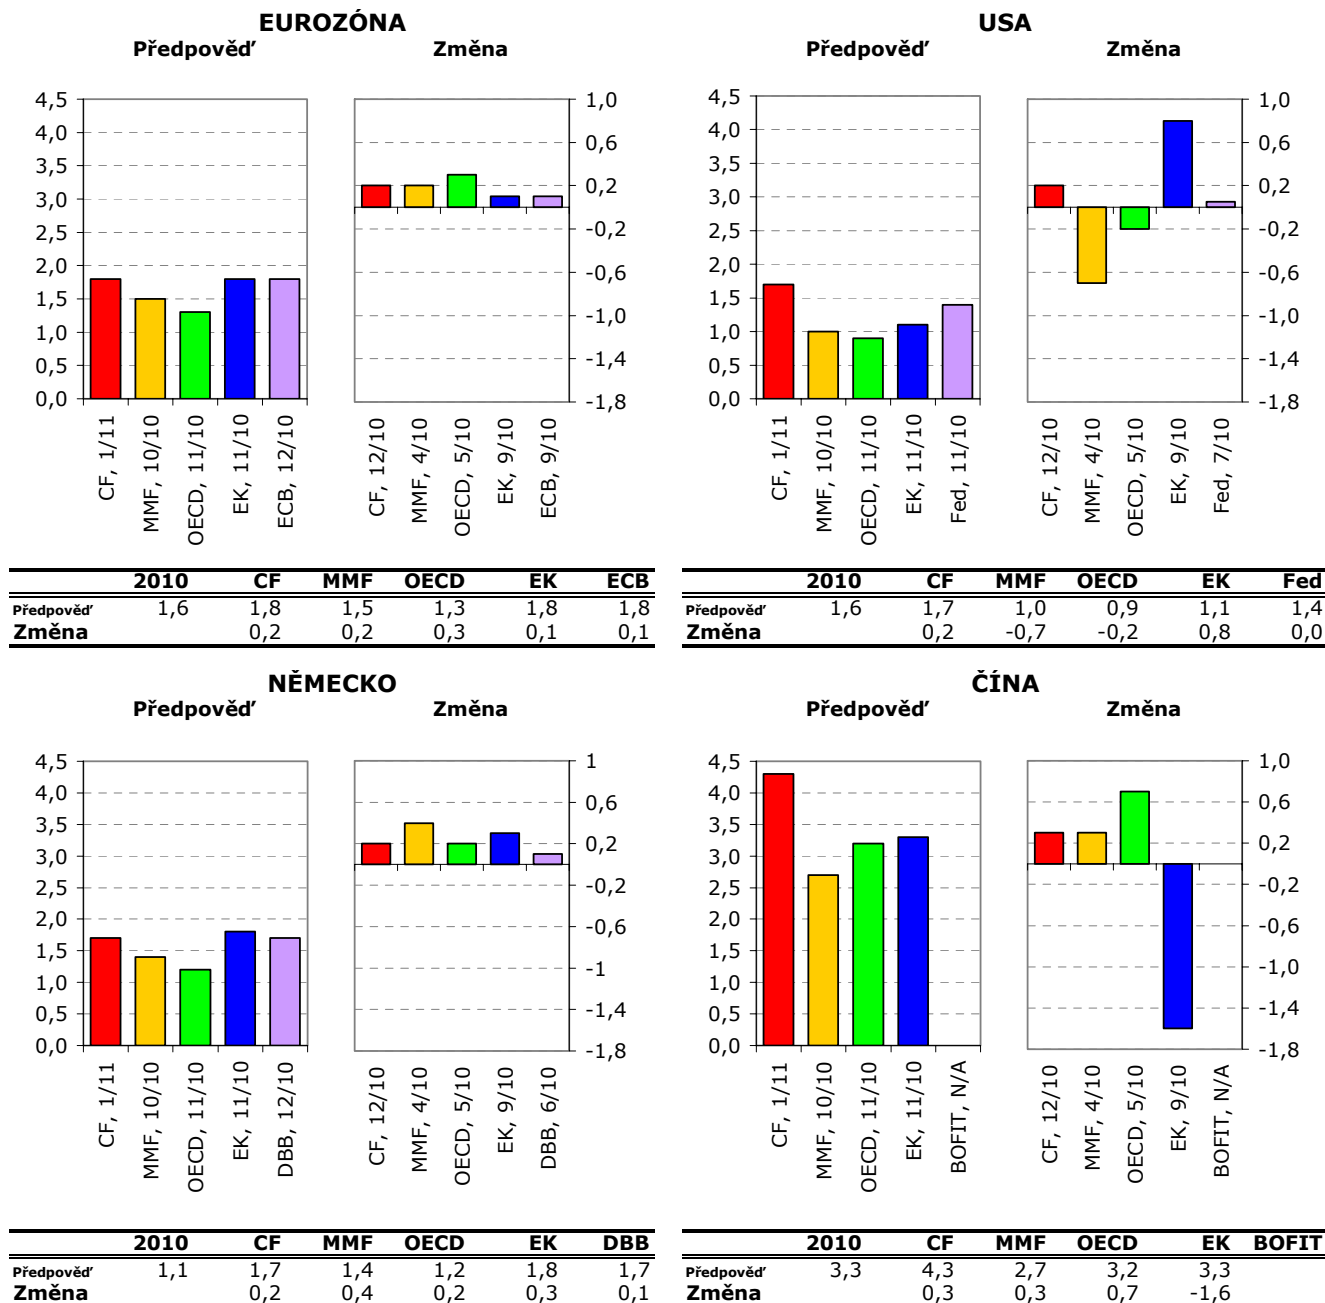 EUROZÓNA
Předpověď Změna
4,5
4,0
3,5
3,0
2,5
2,0
1,5
1,0
0,5
0,0
1,0
0,6
0,2
-0,2
-0,6
-1,0
-1,4
-1,8
CF, 1/11
MMF, 10/10
OECD, 11/10
EK, 11/10
ECB, 12/10
CF, 12/10
MMF, 4/10
OECD, 5/10
EK, 9/10
ECB, 9/10
2010 CF MMF OECD EK ECB
Předpověď 1,6 1,8 1,5 1,3 1,8 1,8
Změna 0,2 0,2 0,3 0,1 0,1
USA
Předpověď Změna
4,5
4,0
3,5
3,0
2,5
2,0
1,5
1,0
0,5
0,0
1,0
0,6
0,2
-0,2
-0,6
-1,0
-1,4
-1,8
CF, 1/11
MMF, 10/10
OECD, 11/10
EK, 11/10
Fed, 11/10
CF, 12/10
MMF, 4/10
OECD, 5/10
EK, 9/10
Fed, 7/10
2010 CF MMF OECD EK Fed
Předpověď 1,6 1,7 1,0 0,9 1,1 1,4
Změna 0,2 -0,7 -0,2 0,8 0,0
NĚMECKO
Předpověď Změna
4,5
4,0
3,5
3,0
2,5
2,0
1,5
1,0
0,5
0,0
1
0,6
0,2
-0,2
-0,6
-1
-1,4
-1,8
CF, 1/11
MMF, 10/10
OECD, 11/10
EK, 11/10
DBB, 12/10
CF, 12/10
MMF, 4/10
OECD, 5/10
EK, 9/10
DBB, 6/10
2010 CF MMF OECD EK DBB
Předpověď 1,1 1,7 1,4 1,2 1,8 1,7
Změna 0,2 0,4 0,2 0,3 0,1
ČÍNA
Předpověď Změna
4,5
4,0
3,5
3,0
2,5
2,0
1,5
1,0
0,5
0,0
1,0
0,6
0,2
-0,2
-0,6
-1,0
-1,4
-1,8
CF, 1/11
MMF, 10/10
OECD, 11/10
EK, 11/10
BOFIT, N/A
CF, 12/10
MMF, 4/10
OECD, 5/10
EK, 9/10
BOFIT, N/A
2010 CF MMF OECD EK BOFIT
Předpověď 3,3 4,3 2,7 3,2 3,3
Změna 0,3 0,3 0,7 -1,6